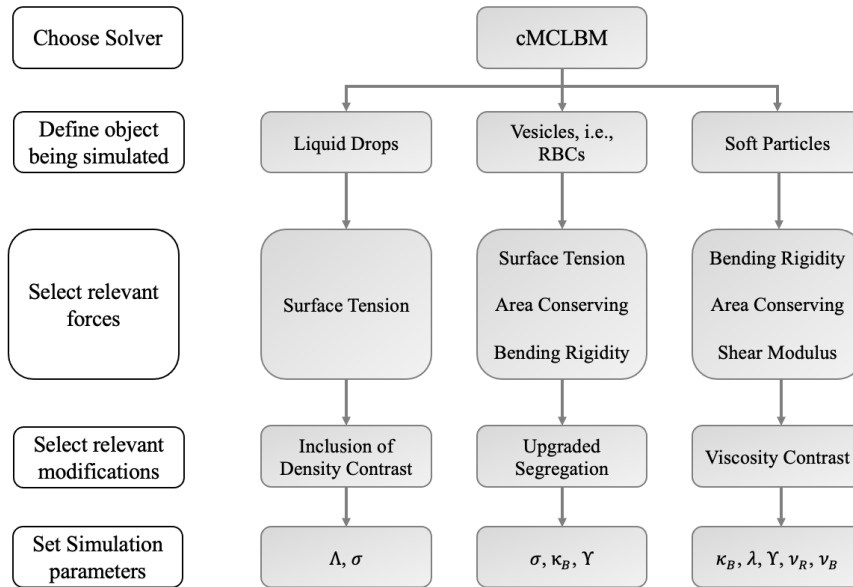 Choose Solver
cMCLBM
Define object
being simulated
Liquid Drops
Vesicles, i.e.,
RBCs
Soft Particles
Select relevant
forces
Surface Tension
Surface Tension
Area Conserving
Bending Rigidity
Bending Rigidity
Area Conserving
Shear Modulus
Select relevant
modifications
Inclusion of
Density Contrast
Upgraded
Segregation
Viscosity Contrast
Set Simulation
parameters
Λ, σ
σ, κ_B, ϒ
κ_B, λ, ϒ, ν_R, ν_B